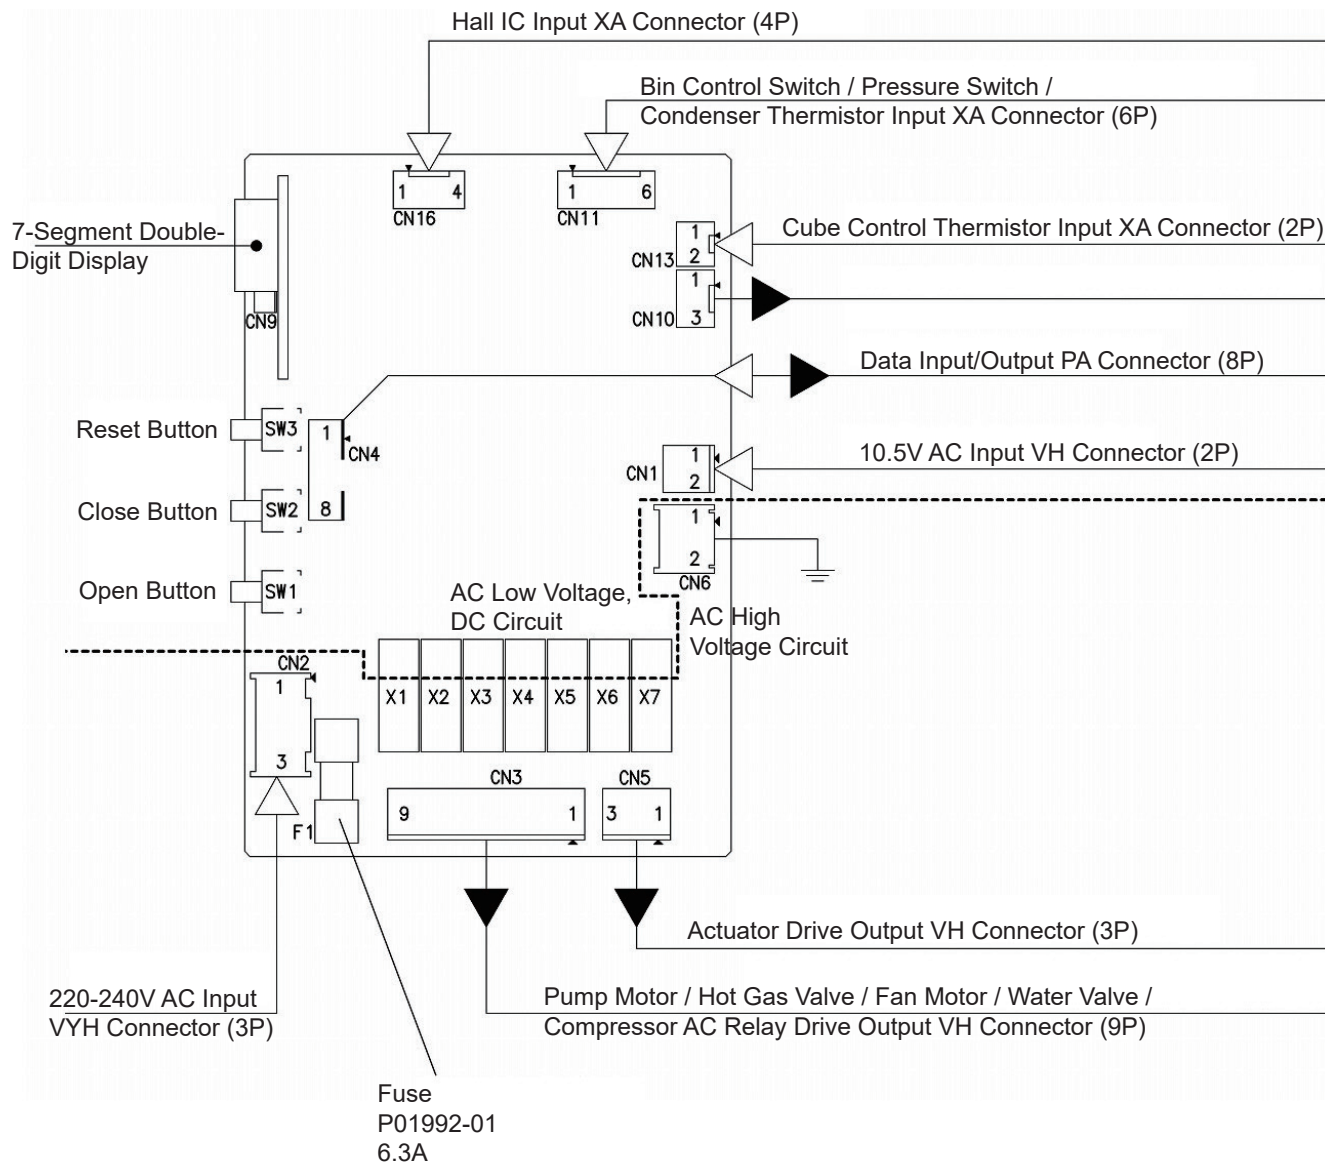 Hall IC Input XA Connector (4P)
Bin Control Switch / Pressure Switch /
Condenser Thermistor Input XA Connector (6P)
1 4
CN16
1 6
CN11
7-Segment Double-
Digit Display
CN9
1
2
CN13
Cube Control Thermistor Input XA Connector (2P)
1
3
CN10
Data Input/Output PA Connector (8P)
Reset Button
SW3
1
CN4
8
10.5V AC Input VH Connector (2P)
CN1
1
2
Close Button
SW2
1
2
CN6
Open Button
SW1
AC Low Voltage,
DC Circuit
AC High
Voltage Circuit
CN2
1
3
X1 X2 X3 X4 X5 X6 X7
CN3
9 1
CN5
3 1
F1
Actuator Drive Output VH Connector (3P)
220-240V AC Input
VYH Connector (3P)
Pump Motor / Hot Gas Valve / Fan Motor / Water Valve /
Compressor AC Relay Drive Output VH Connector (9P)
Fuse
P01992-01
6.3A